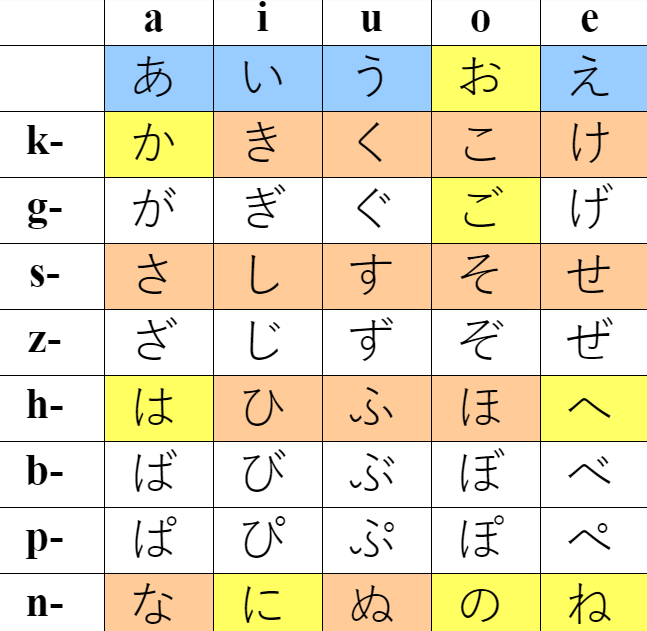 a i u o e
あ い う お え
k- か き く こ け
g- が ぎ ぐ ご げ
s- さ し す そ せ
z- ざ じ ず ぞ ぜ
h- は ひ ふ ほ へ
b- ば び ぶ ぼ べ
p- ぱ ぴ ぷ ぽ ぺ
n- な に ぬ の ね